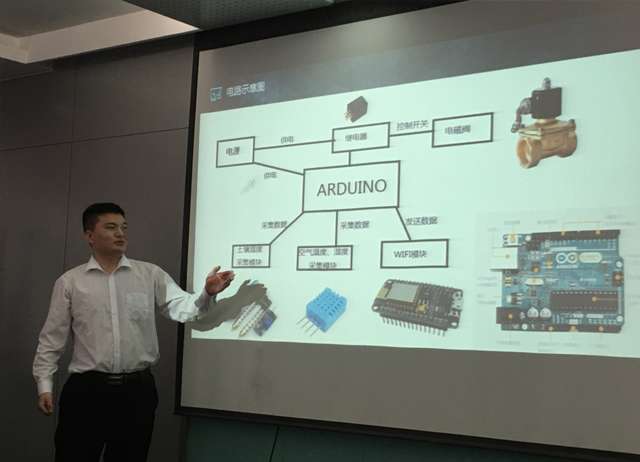 电路示意图
供电
继电器
控制开关
电磁阀
电源
供电
ARDUINO
采集数据
采集数据
发送数据
土壤湿度
采集模块
空气温度、湿度
采集模块
WIFI模块